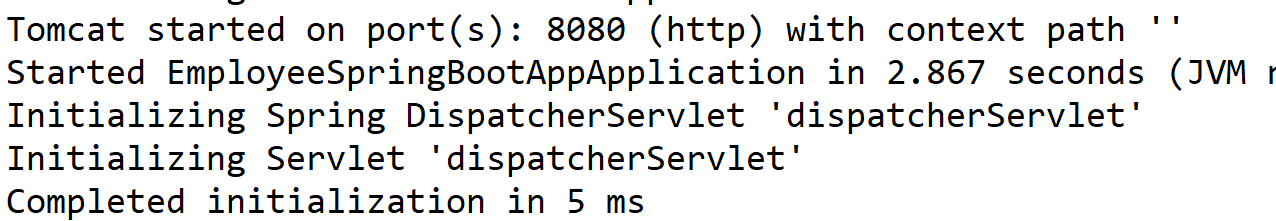 Tomcat started on port(s): 8080 (http) with context path ''
Started EmployeeSpringBootAppApplication in 2.867 seconds (JVM
Initializing Spring DispatcherServlet 'dispatcherServlet'
Initializing Servlet 'dispatcherServlet'
Completed initialization in 5 ms